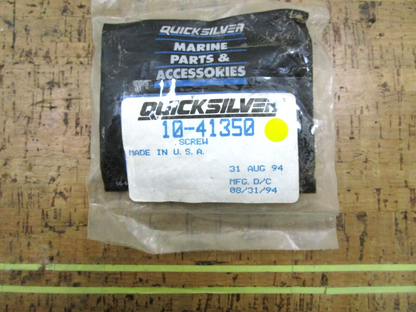 QUICKSILVER
MARINE
PARTS &
ACCESSORIES
QUICKSILVER
10-41350
SCREW
MADE IN U.S.A.
31 AUG 94
MFG. D/C
08/31/94